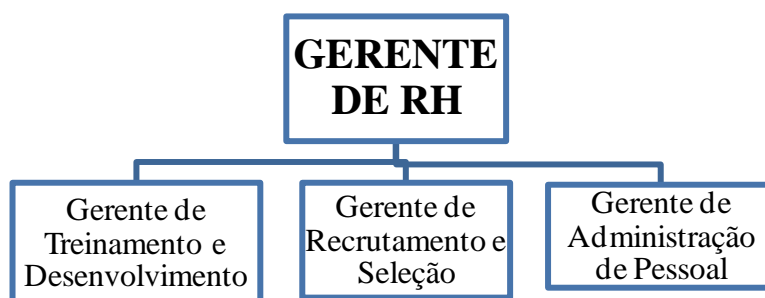 GERENTE
DE RH
Gerente de
Treinamento e
Desenvolvimento
Gerente de
Recrutamento e
Seleção
Gerente de
Administração
de Pessoal